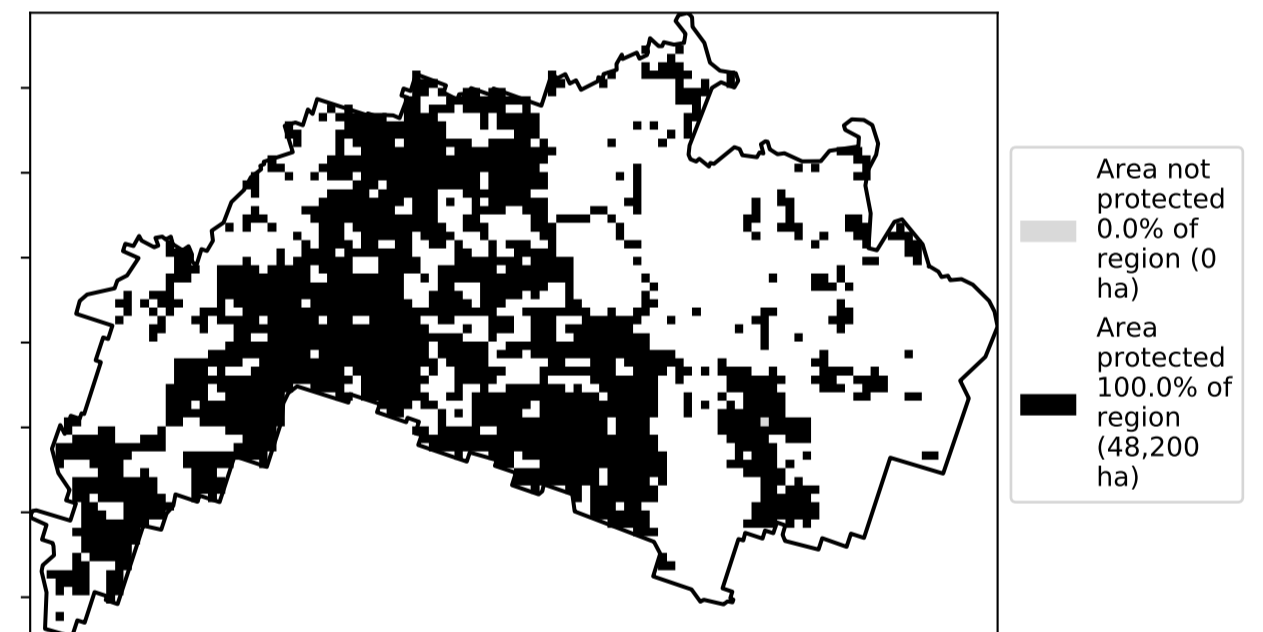 Area not
protected
0.0% of
region (0
ha)
Area
protected
100.0% of
region
(48,200
ha)